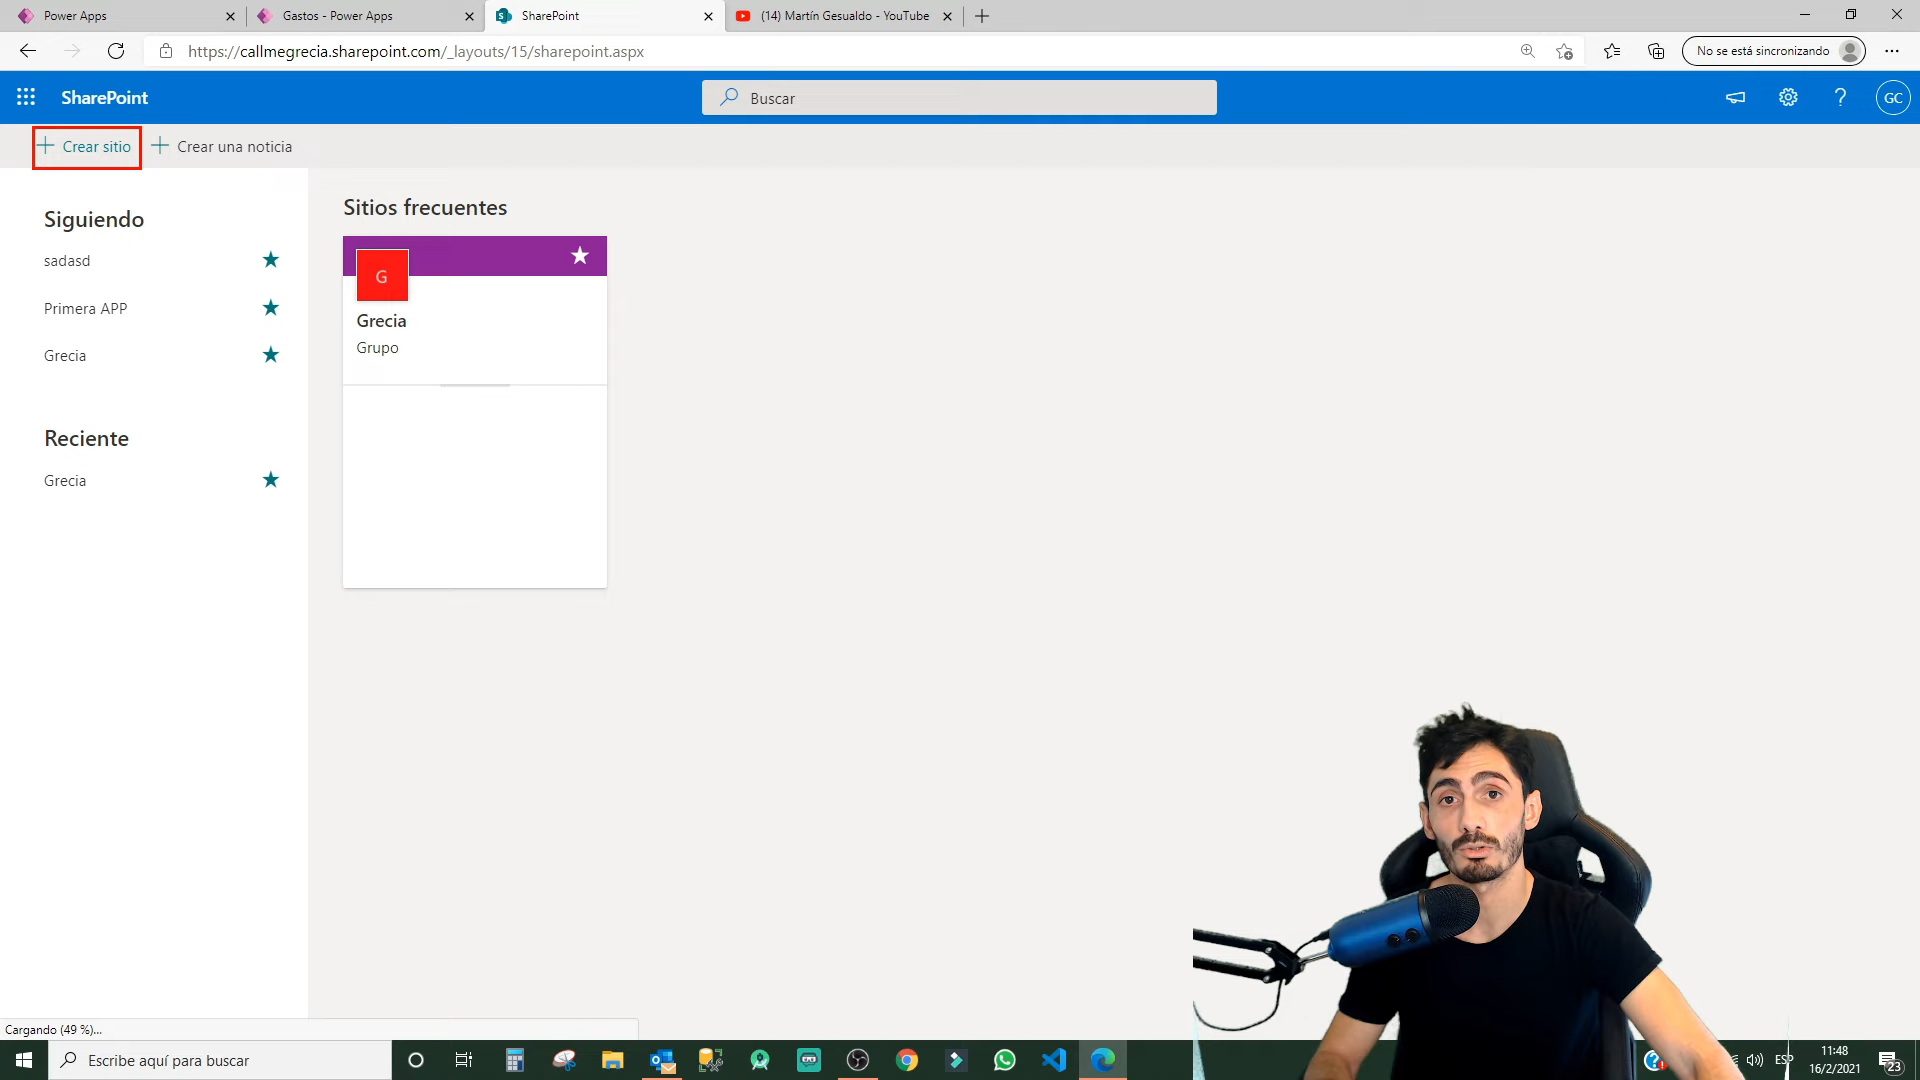 Power Apps
Gastos - Power Apps
SharePoint
(14) Martín Gesualdo - YouTube
https://callmegrecia.sharepoint.com/_layouts/15/sharepoint.aspx
No se está sincronizando
SharePoint
Buscar
GC
Crear sitio
Crear una noticia
Siguiendo
sadasd
Primera APP
Grecia
Reciente
Grecia
Sitios frecuentes
G
Grecia
Grupo
Cargando (49 %)...
Escribe aquí para buscar
ESP
11:48
16/2/2021
23